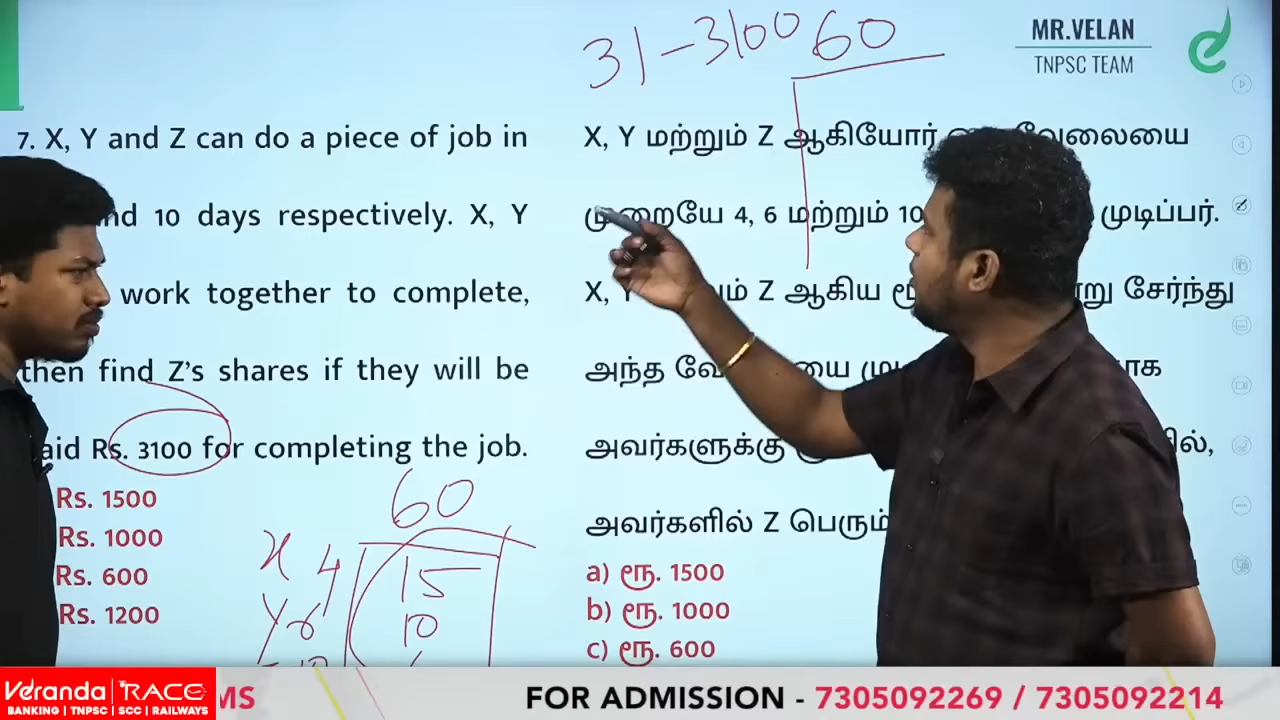 31-3100 60
MR.VELAN
TNPSC TEAM
7. X, Y and Z can do a piece of job in
10 days respectively. X, Y
work together to complete,
then find Z's shares if they will be
Rs. 3100 for completing the job.
Rs. 1500
Rs. 1000
Rs. 600
Rs. 1200
60
X 4 15
Y 6 10
X, Y மற்றும் Z ஆகியோர் வேலையை
முறையே 4, 6 மற்றும் 10 முடிப்பர்.
X, Y Z ஆகிய சேர்ந்து
அந்த
அவர்களுக்கு
அவர்களில் Z பெரும்
a) ரூ. 1500
b) ரூ. 1000
c) ரூ. 600
Veranda RACE
BANKING | TNPSC | SCC | RAILWAYS
FOR ADMISSION - 7305092269 / 7305092214